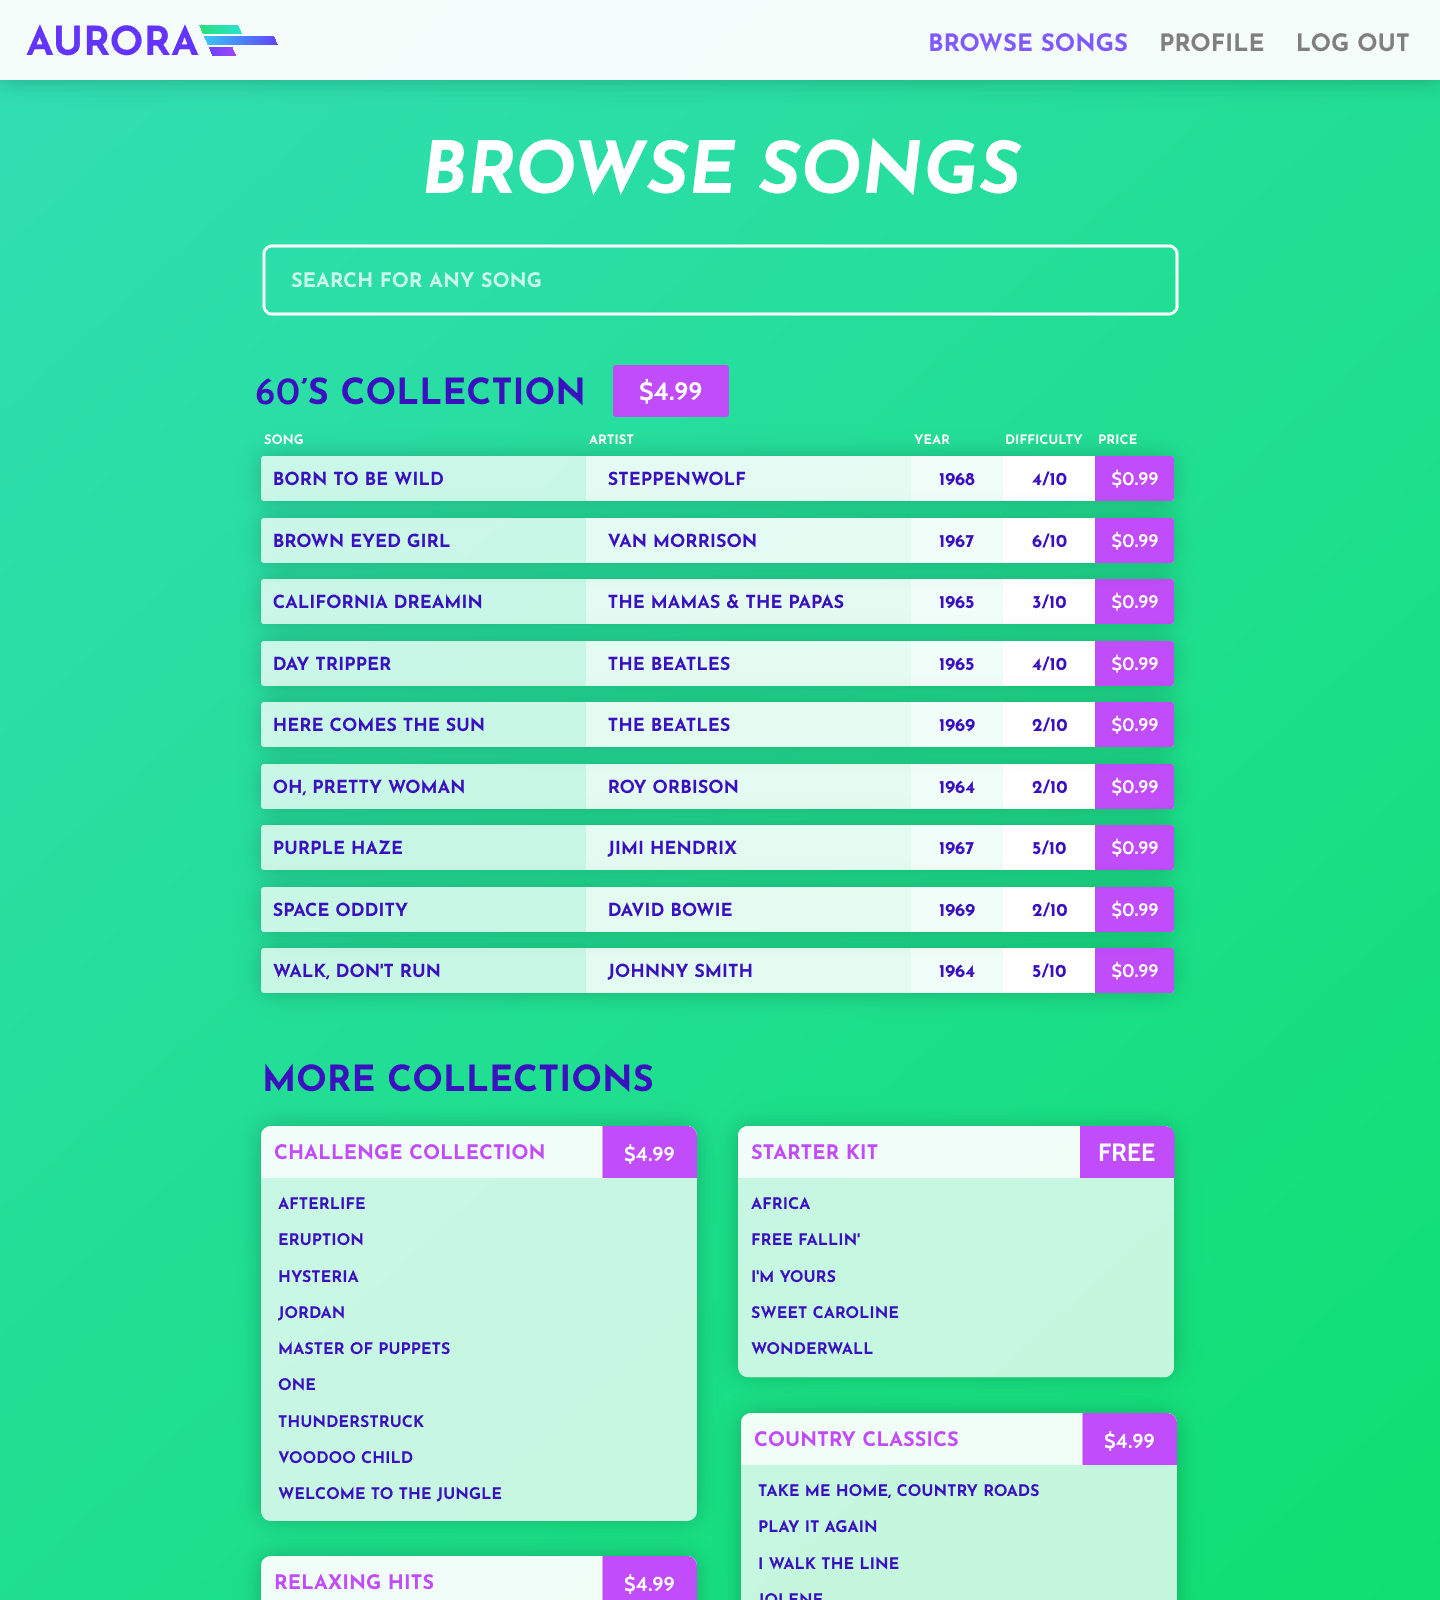 AURORA
BROWSE SONGS PROFILE LOG OUT
BROWSE SONGS
SEARCH FOR ANY SONG
60'S COLLECTION $4.99
SONG ARTIST YEAR DIFFICULTY PRICE
BORN TO BE WILD STEPPENWOLF 1968 4/10 $0.99
BROWN EYED GIRL VAN MORRISON 1967 6/10 $0.99
CALIFORNIA DREAMIN THE MAMAS & THE PAPAS 1965 3/10 $0.99
DAY TRIPPER THE BEATLES 1965 4/10 $0.99
HERE COMES THE SUN THE BEATLES 1969 2/10 $0.99
OH, PRETTY WOMAN ROY ORBISON 1964 2/10 $0.99
PURPLE HAZE JIMI HENDRIX 1967 5/10 $0.99
SPACE ODDITY DAVID BOWIE 1969 2/10 $0.99
WALK, DON'T RUN JOHNNY SMITH 1964 5/10 $0.99
MORE COLLECTIONS
CHALLENGE COLLECTION $4.99
AFTERLIFE
ERUPTION
HYSTERIA
JORDAN
MASTER OF PUPPETS
ONE
THUNDERSTRUCK
VOODOO CHILD
WELCOME TO THE JUNGLE
RELAXING HITS $4.99
STARTER KIT FREE
AFRICA
FREE FALLIN'
I'M YOURS
SWEET CAROLINE
WONDERWALL
COUNTRY CLASSICS $4.99
TAKE ME HOME, COUNTRY ROADS
PLAY IT AGAIN
I WALK THE LINE
JOLENE